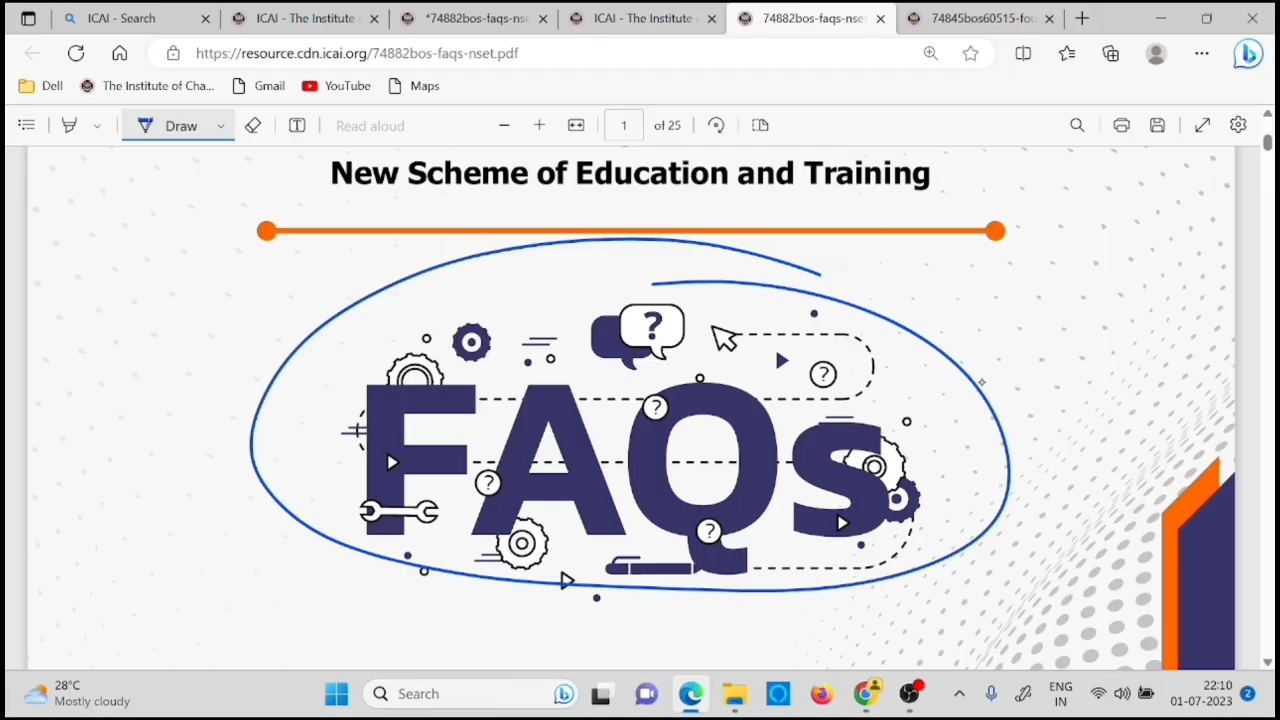 ICAI - Search
ICAI - The Institute
*74882bos-faqs-nse
ICAI - The Institute
74882bos-faqs-nse
74845bos60515-fou
https://resource.cdn.icai.org/74882bos-faqs-nset.pdf
Dell
The Institute of Cha...
Gmail
YouTube
Maps
Draw
Read aloud
1
of 25
New Scheme of Education and Training
?
?
?
FAQs
?
?
28°C
Mostly cloudy
Search
ENG
IN
22:10
01-07-2023
2